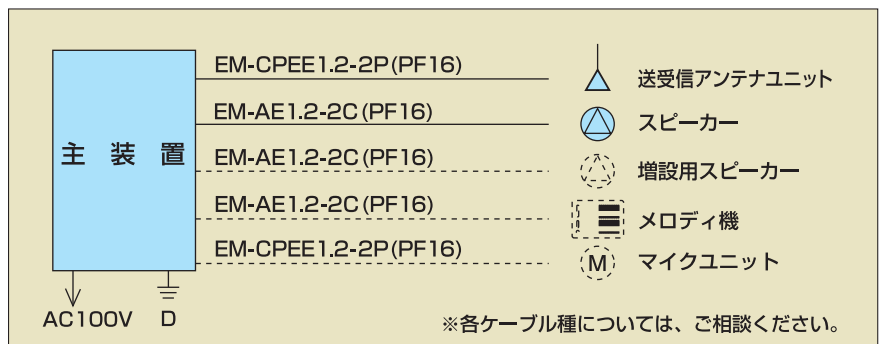 主装置
EM-CPEE1.2-2P(PF16)
送受信アンテナユニット
EM-AE1.2-2C(PF16)
スピーカー
EM-AE1.2-2C(PF16)
増設用スピーカー
EM-AE1.2-2C(PF16)
メロディ機
EM-CPEE1.2-2P(PF16)
M
マイクユニット
AC100V
D
※各ケーブル種については、ご相談ください。